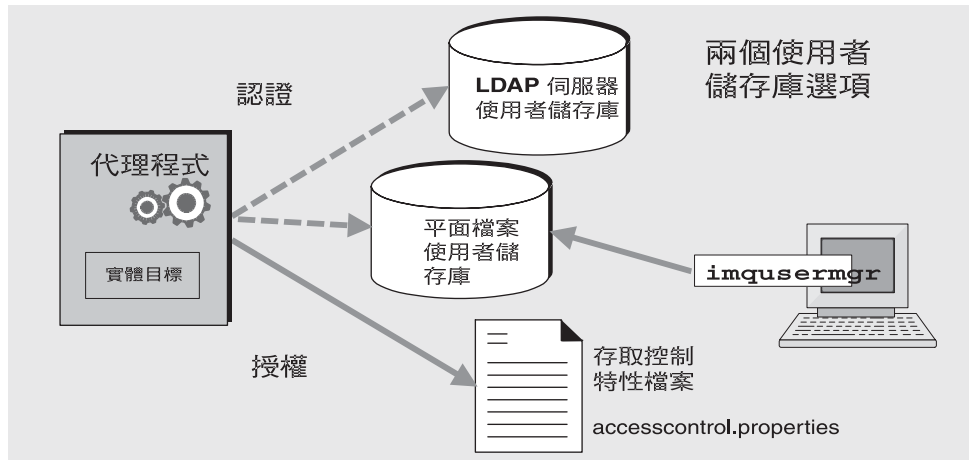 認證
LDAP 伺服器
使用者儲存庫
兩個使用者
儲存庫選項
代理程式
實體目標
平面檔案
使用者儲
存庫
imqusermgr
授權
存取控制
特性檔案
accesscontrol.properties